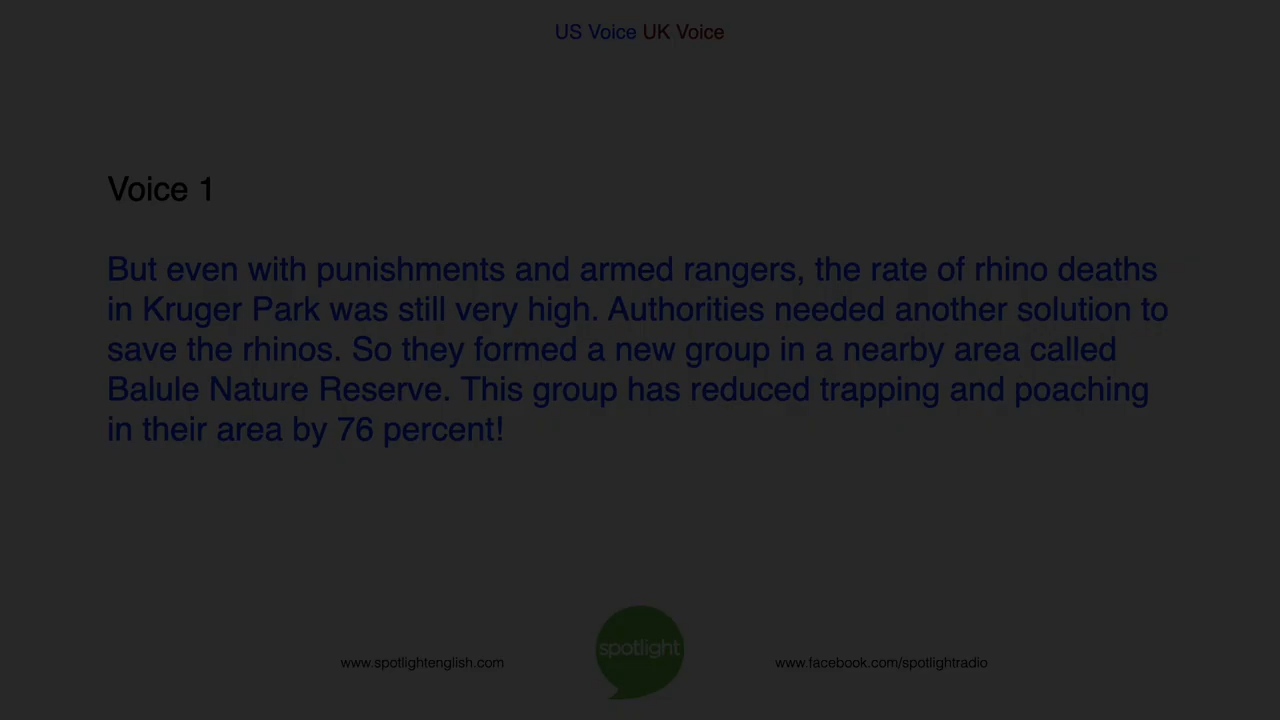 US Voice UK Voice
Voice 1
But even with punishments and armed rangers, the rate of rhino deaths
in Kruger Park was still very high. Authorities needed another solution to
save the rhinos. So they formed a new group in a nearby area called
Balule Nature Reserve. This group has reduced trapping and poaching
in their area by 76 percent!
spotlight
www.spotlightenglish.com
www.facebook.com/spotlightradio